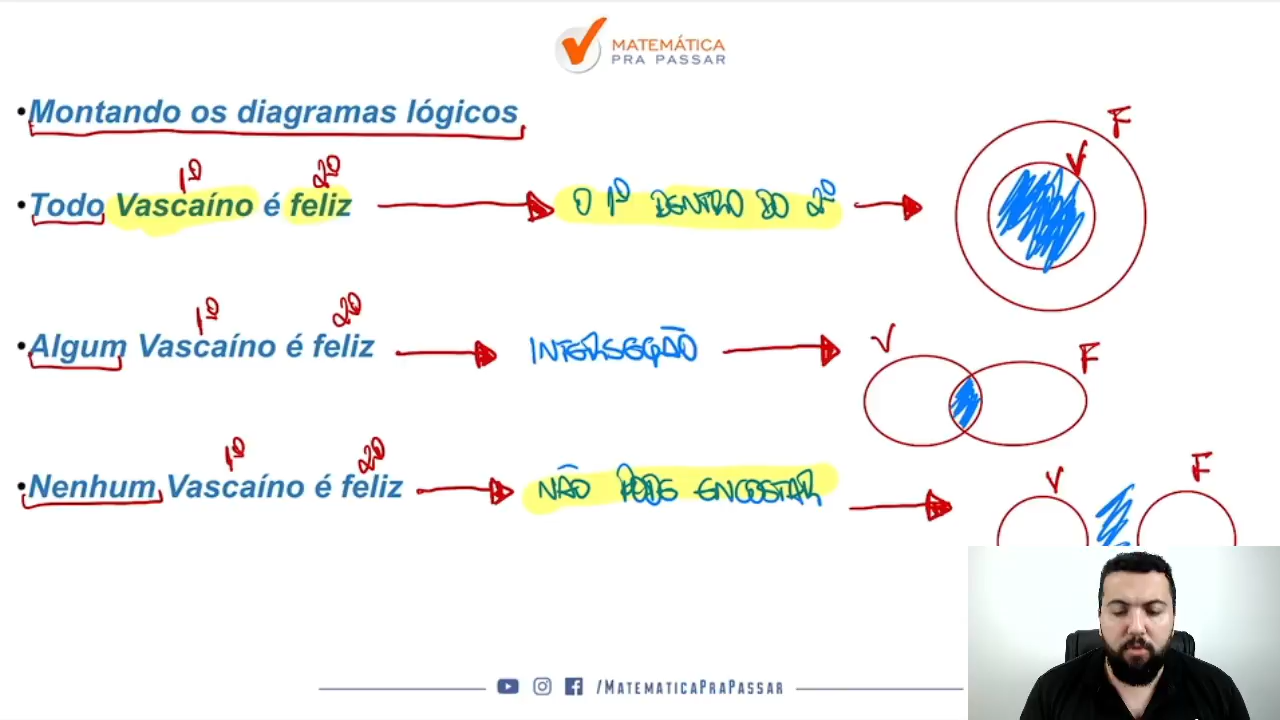 MATEMÁTICA
PRA PASSAR
•Montando os diagramas lógicos
F
1º 2º V
•Todo Vascaíno é feliz O 1º DENTRO DO 2º
1º 2º
V F
•Algum Vascaíno é feliz INTERSEÇÃO
1º 2º
V F
•Nenhum Vascaíno é feliz NÃO PODE ENCOSTAR
/MATEMATICAPRAPASSAR